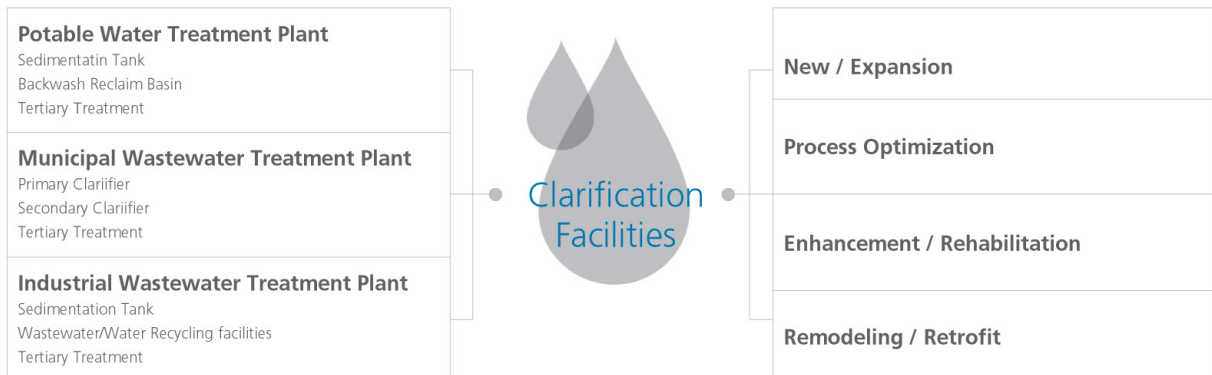 Potable Water Treatment Plant
Sedimentatin Tank
Backwash Reclaim Basin
Tertiary Treatment
Municipal Wastewater Treatment Plant
Primary Clariifier
Secondary Clariifier
Tertiary Treatment
Industrial Wastewater Treatment Plant
Sedimentation Tank
Wastewater/Water Recycling facilities
Tertiary Treatment
Clarification
Facilities
New / Expansion
Process Optimization
Enhancement / Rehabilitation
Remodeling / Retrofit